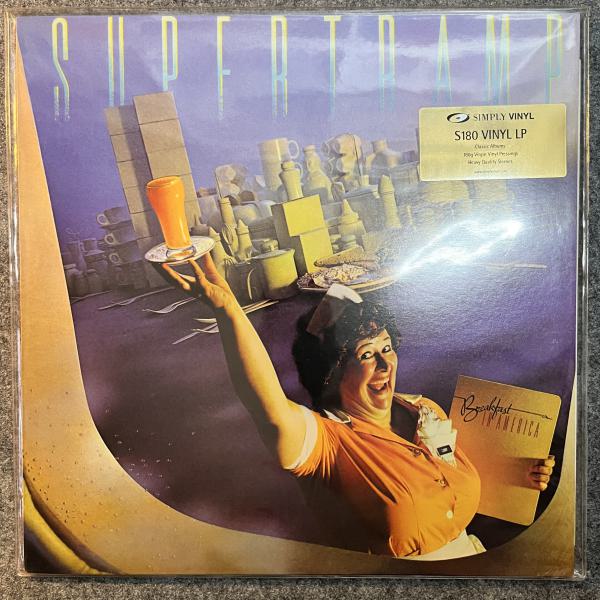 SUPERTRAMP
SIMPLY VINYL
S180 VINYL LP
Classic Albums
180g Virgin Vinyl Pressings
Heavy Quality Sleeves
Breakfast
IN AMERICA